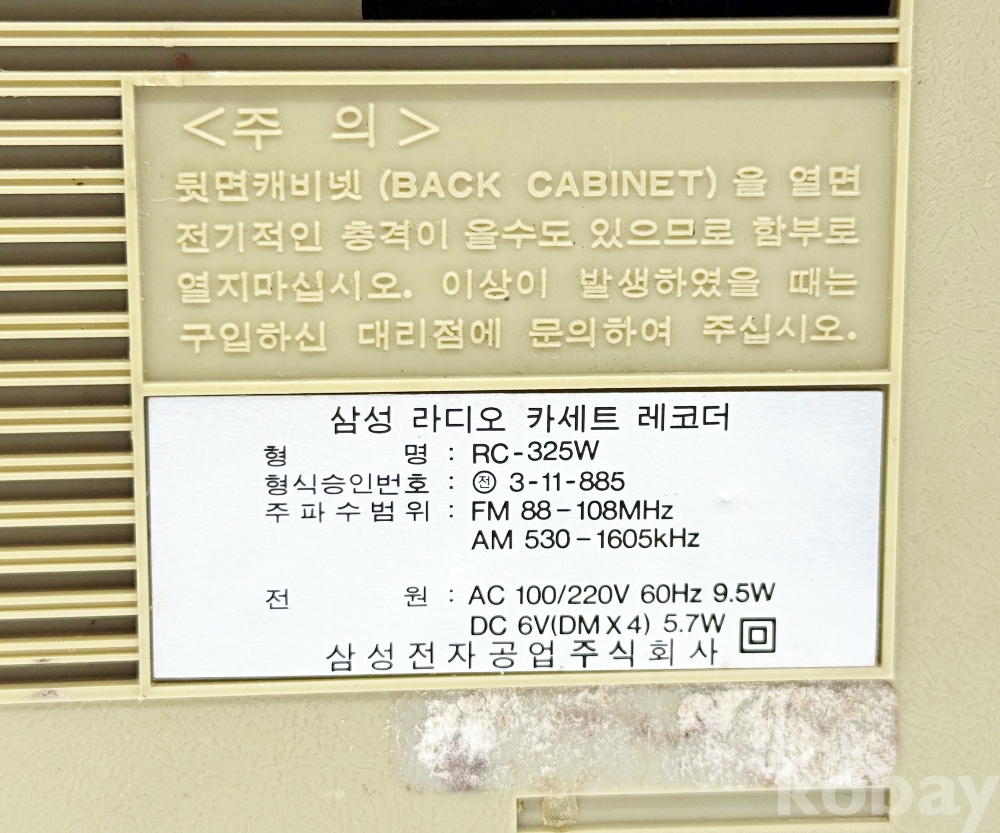 <주 의>
뒷면캐비넷 (BACK CABINET) 을 열면
전기적인 충격이 올수도 있으므로 함부로
열지마십시오. 이상이 발생하였을 때는
구입하신 대리점에 문의하여 주십시오.
삼성 라디오 카세트 레코더
형 명 : RC-325W
형식승인번호 : ㊉ 3-11-885
주파수범위 : FM 88-108MHz
AM 530-1605kHz
전 원 : AC 100/220V 60Hz 9.5W
DC 6V(DM X 4) 5.7W
삼성전자공업주식회사
kobay